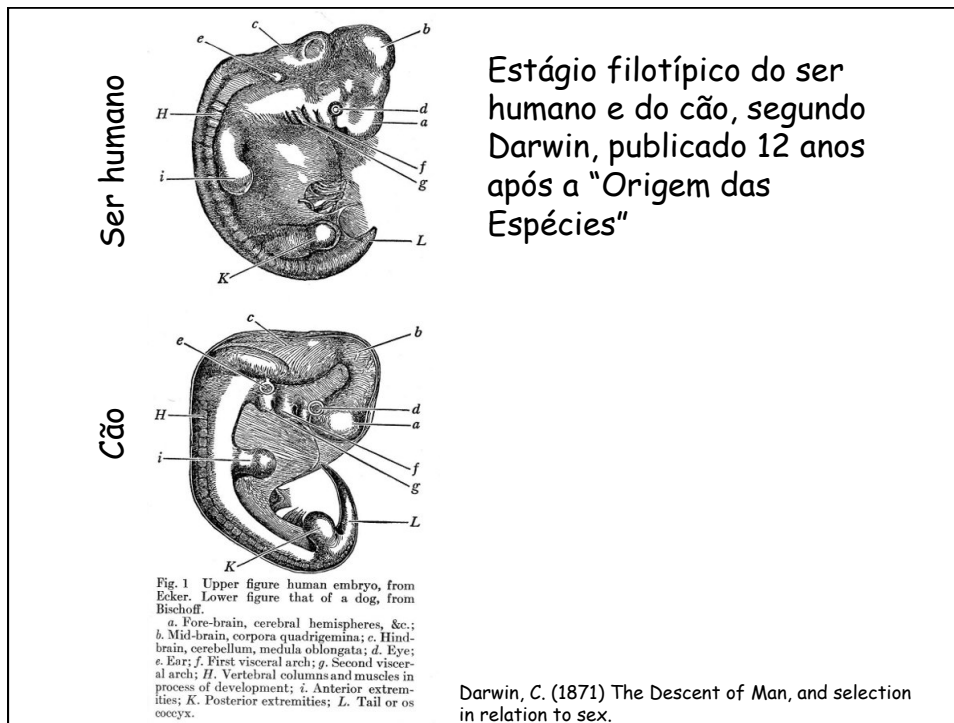 Ser humano
c
e
b
H
d
a
f
g
i
L
K
Estágio filotípico do ser
humano e do cão, segundo
Darwin, publicado 12 anos
após a “Origem das
Espécies”
Cão
c
b
e
H
d
a
i
f
g
L
K
Fig. 1 Upper figure human embryo, from
Ecker. Lower figure that of a dog, from
Bischoff.
a. Fore-brain, cerebral hemispheres, &c.;
b. Mid-brain, corpora quadrigemina; c. Hind-
brain, cerebellum, medula oblongata; d. Eye;
e. Ear; f. First visceral arch; g. Second viscer-
al arch; H. Vertebral columns and muscles in
process of development; i. Anterior extrem-
ities; K. Posterior extremities; L. Tail or os
coccyx.
Darwin, C. (1871) The Descent of Man, and selection
in relation to sex.